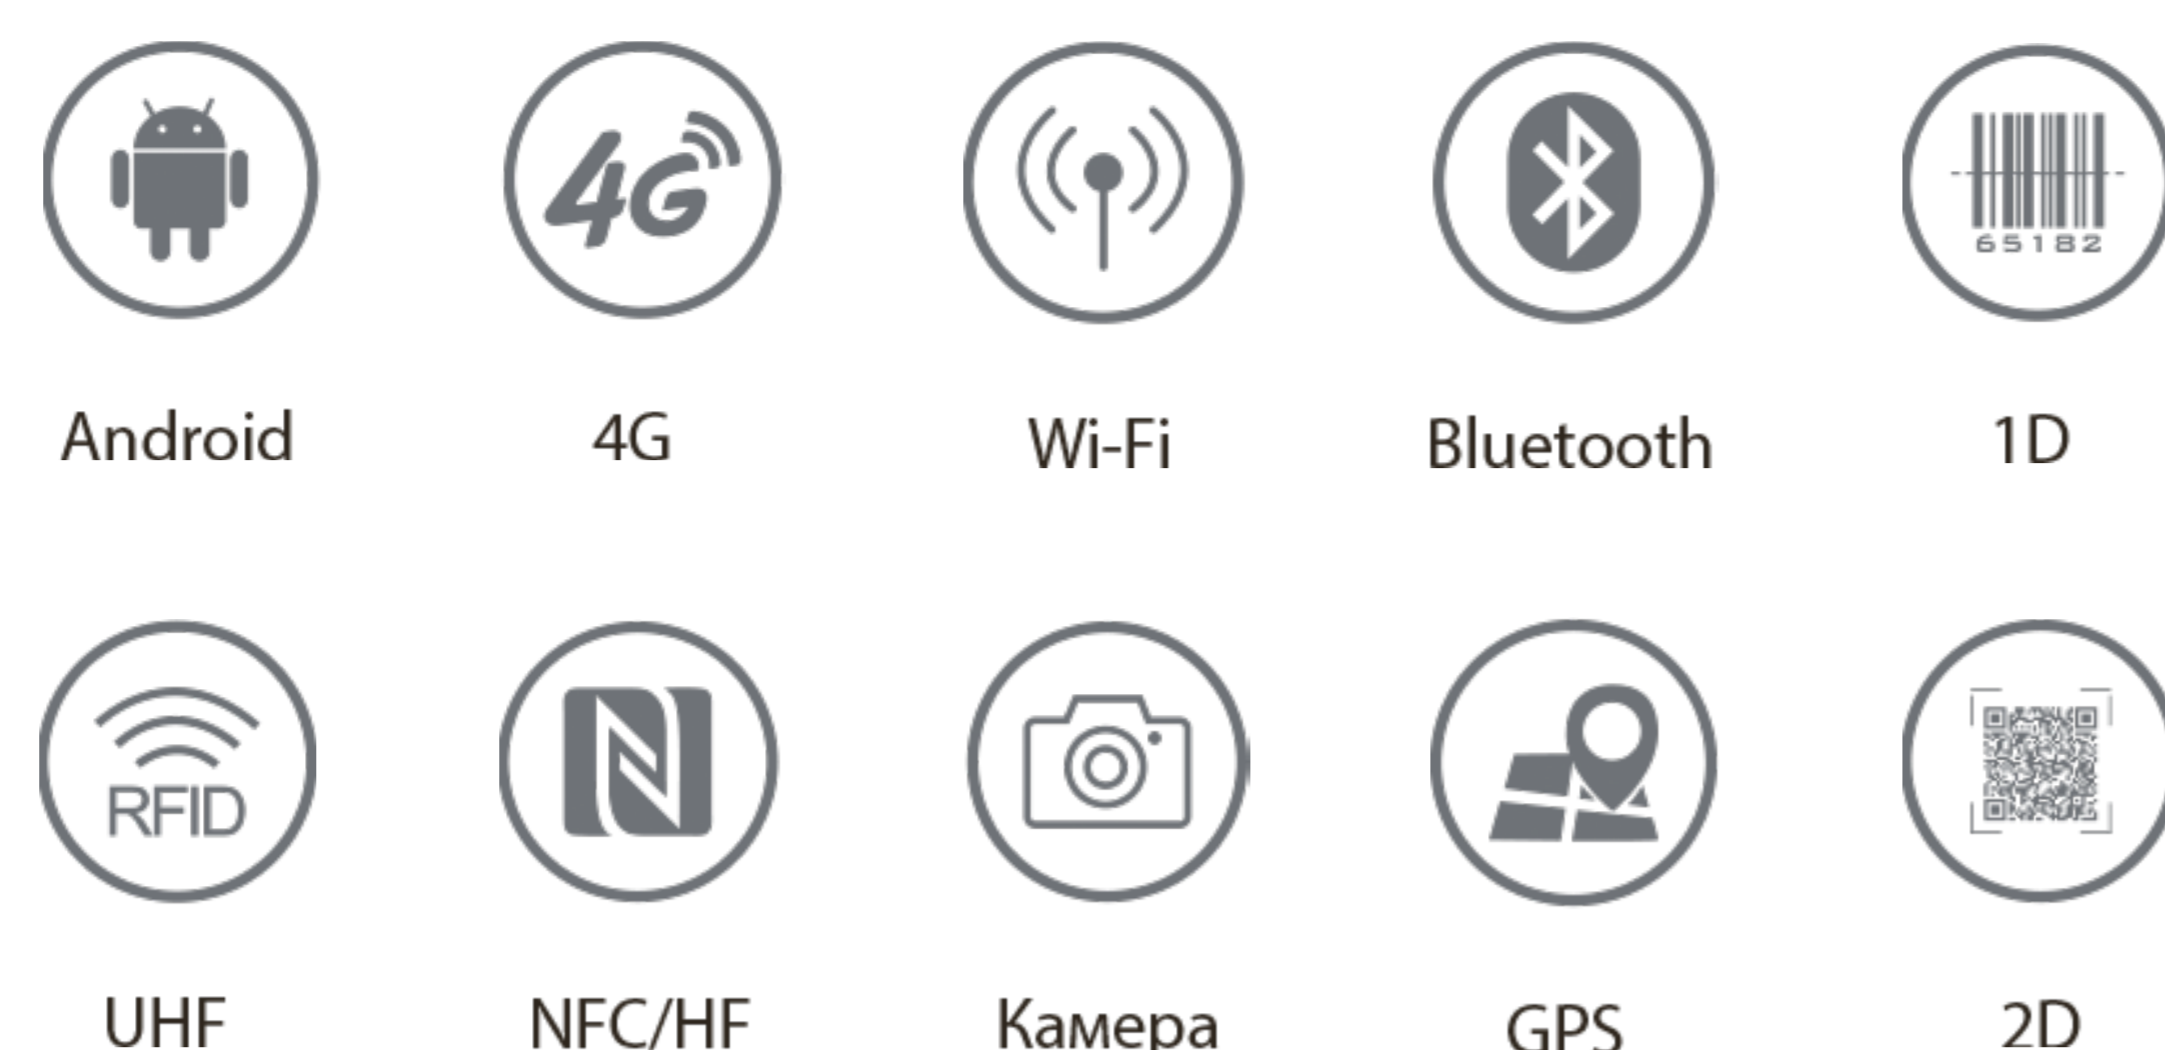 4G
65182
Android
4G
Wi-Fi
Bluetooth
1D
RFID
UHF
NFC/HF
Камера
GPS
2D